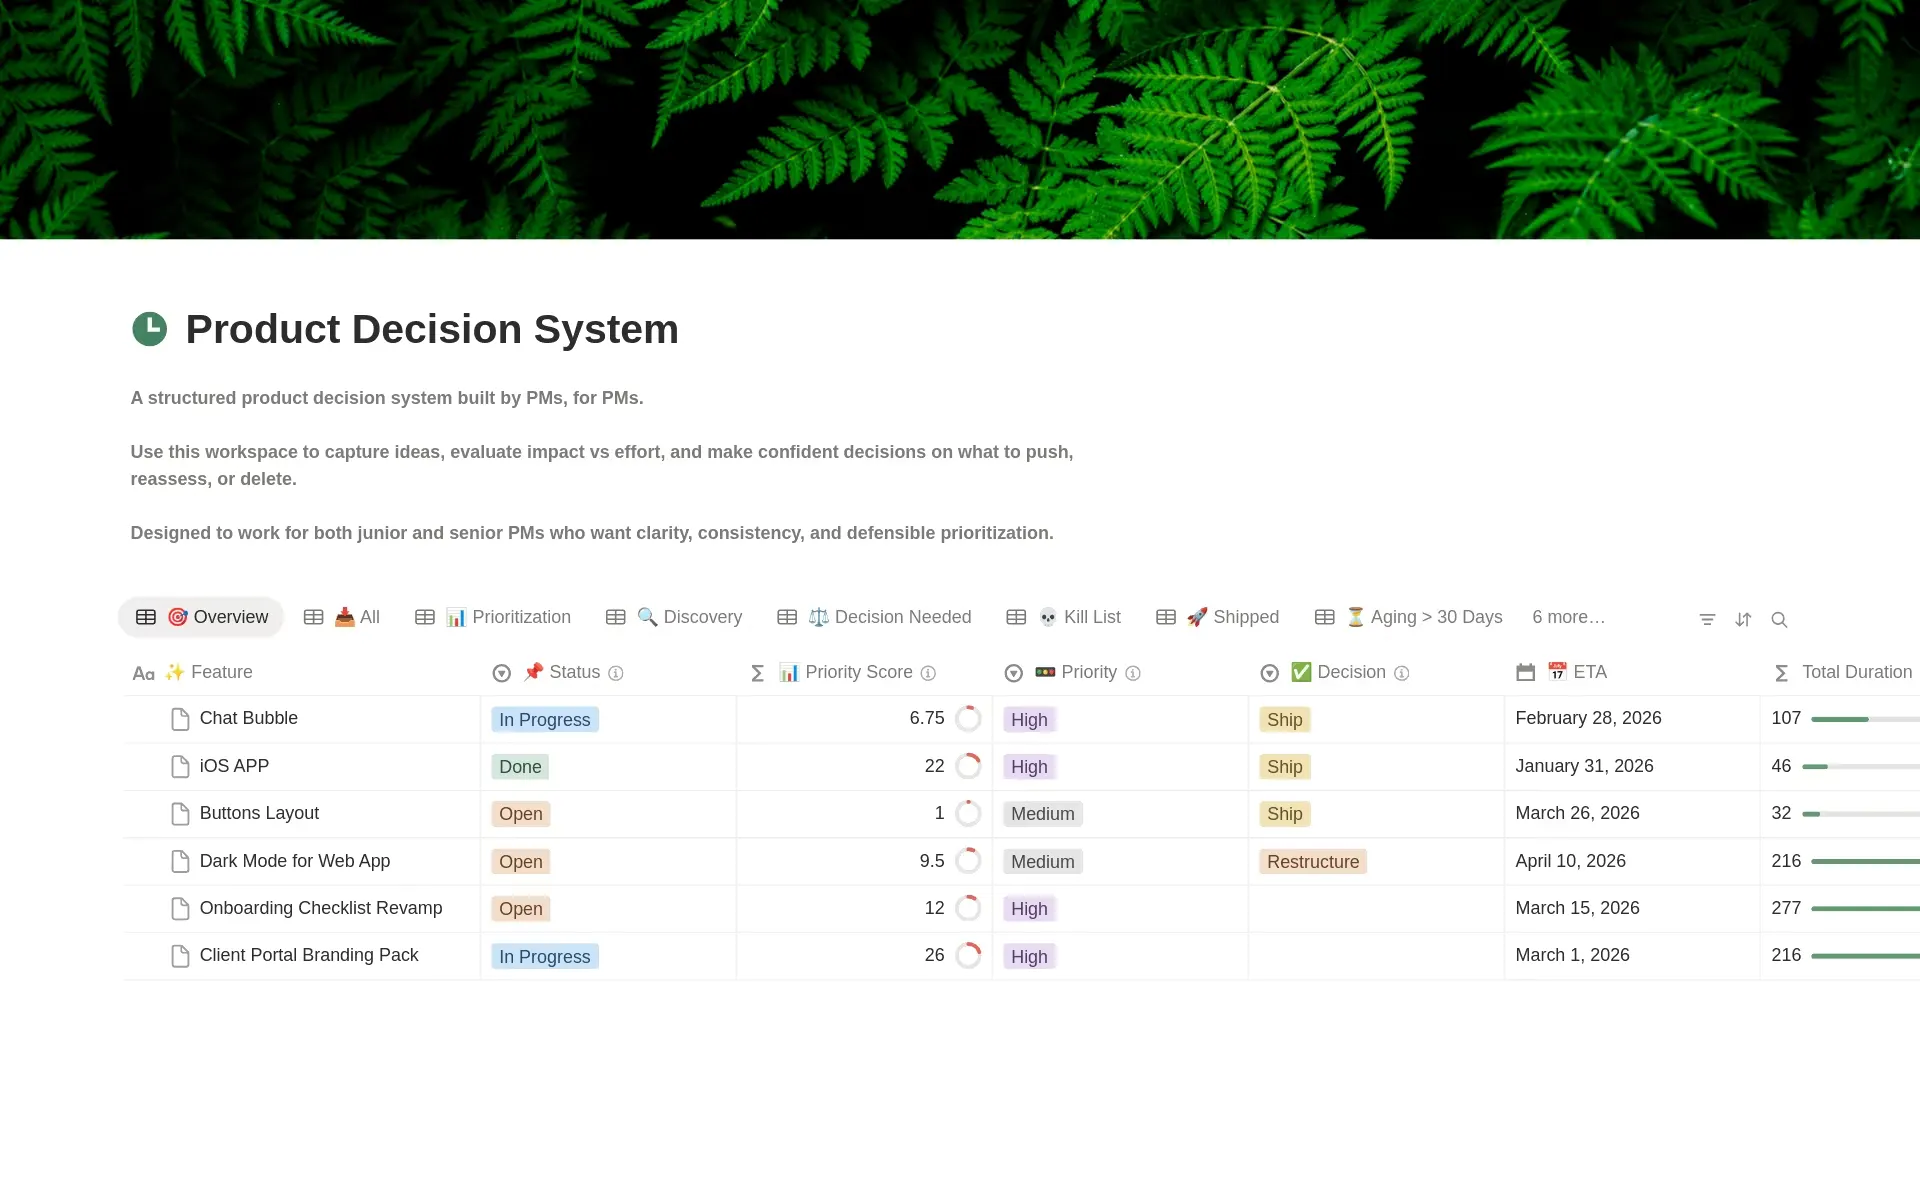 Product Decision System
A structured product decision system built by PMs, for PMs.
Use this workspace to capture ideas, evaluate impact vs effort, and make confident decisions on what to push,
reassess, or delete.
Designed to work for both junior and senior PMs who want clarity, consistency, and defensible prioritization.
🎯 Overview 📥 All 📊 Prioritization 🔍 Discovery ⚖️ Decision Needed 💀 Kill List 🚀 Shipped ⏳ Aging > 30 Days 6 more…
Aa ✨ Feature 📌 Status Σ 📊 Priority Score 🚥 Priority ✅ Decision 📅 ETA Σ Total Duration
Chat Bubble In Progress 6.75 High Ship February 28, 2026 107
iOS APP Done 22 High Ship January 31, 2026 46
Buttons Layout Open 1 Medium Ship March 26, 2026 32
Dark Mode for Web App Open 9.5 Medium Restructure April 10, 2026 216
Onboarding Checklist Revamp Open 12 High March 15, 2026 277
Client Portal Branding Pack In Progress 26 High March 1, 2026 216